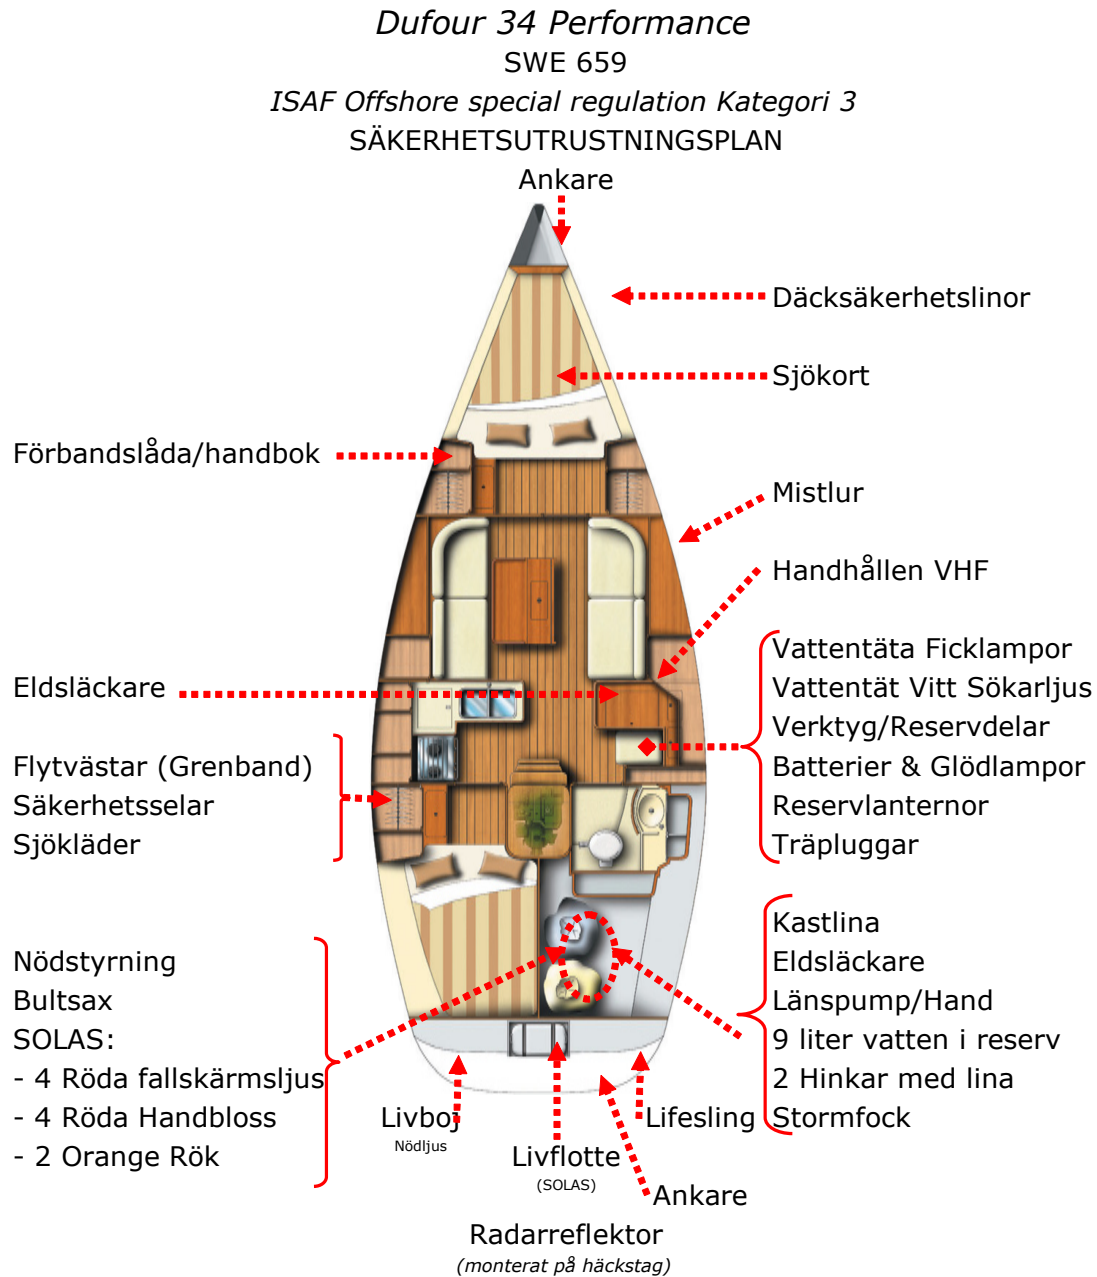 Dufour 34 Performance
SWE 659
ISAF Offshore special regulation Kategori 3
SÄKERHETSUTRUSTNINGSPLAN
Ankare
Däcksäkerhetslinor
Sjökort
Förbandslåda/handbok
Mistlur
Handhållen VHF
Vattentäta Ficklampor
Vattentät Vitt Sökarljus
Verktyg/Reservdelar
Batterier & Glödlampor
Reservlanternor
Träpluggar
Eldsläckare
Flytvästar (Grenband)
Säkerhetsselar
Sjökläder
Kastlina
Eldsläckare
Länspump/Hand
9 liter vatten i reserv
2 Hinkar med lina
Stormfock
Nödstyrning
Bultsax
SOLAS:
- 4 Röda fallskärmsljus
- 4 Röda Handbloss
- 2 Orange Rök
Livboj
Nödljus
Livflotte
(SOLAS)
Lifesling
Ankare
Radarreflektor
(monterat på häckstag)